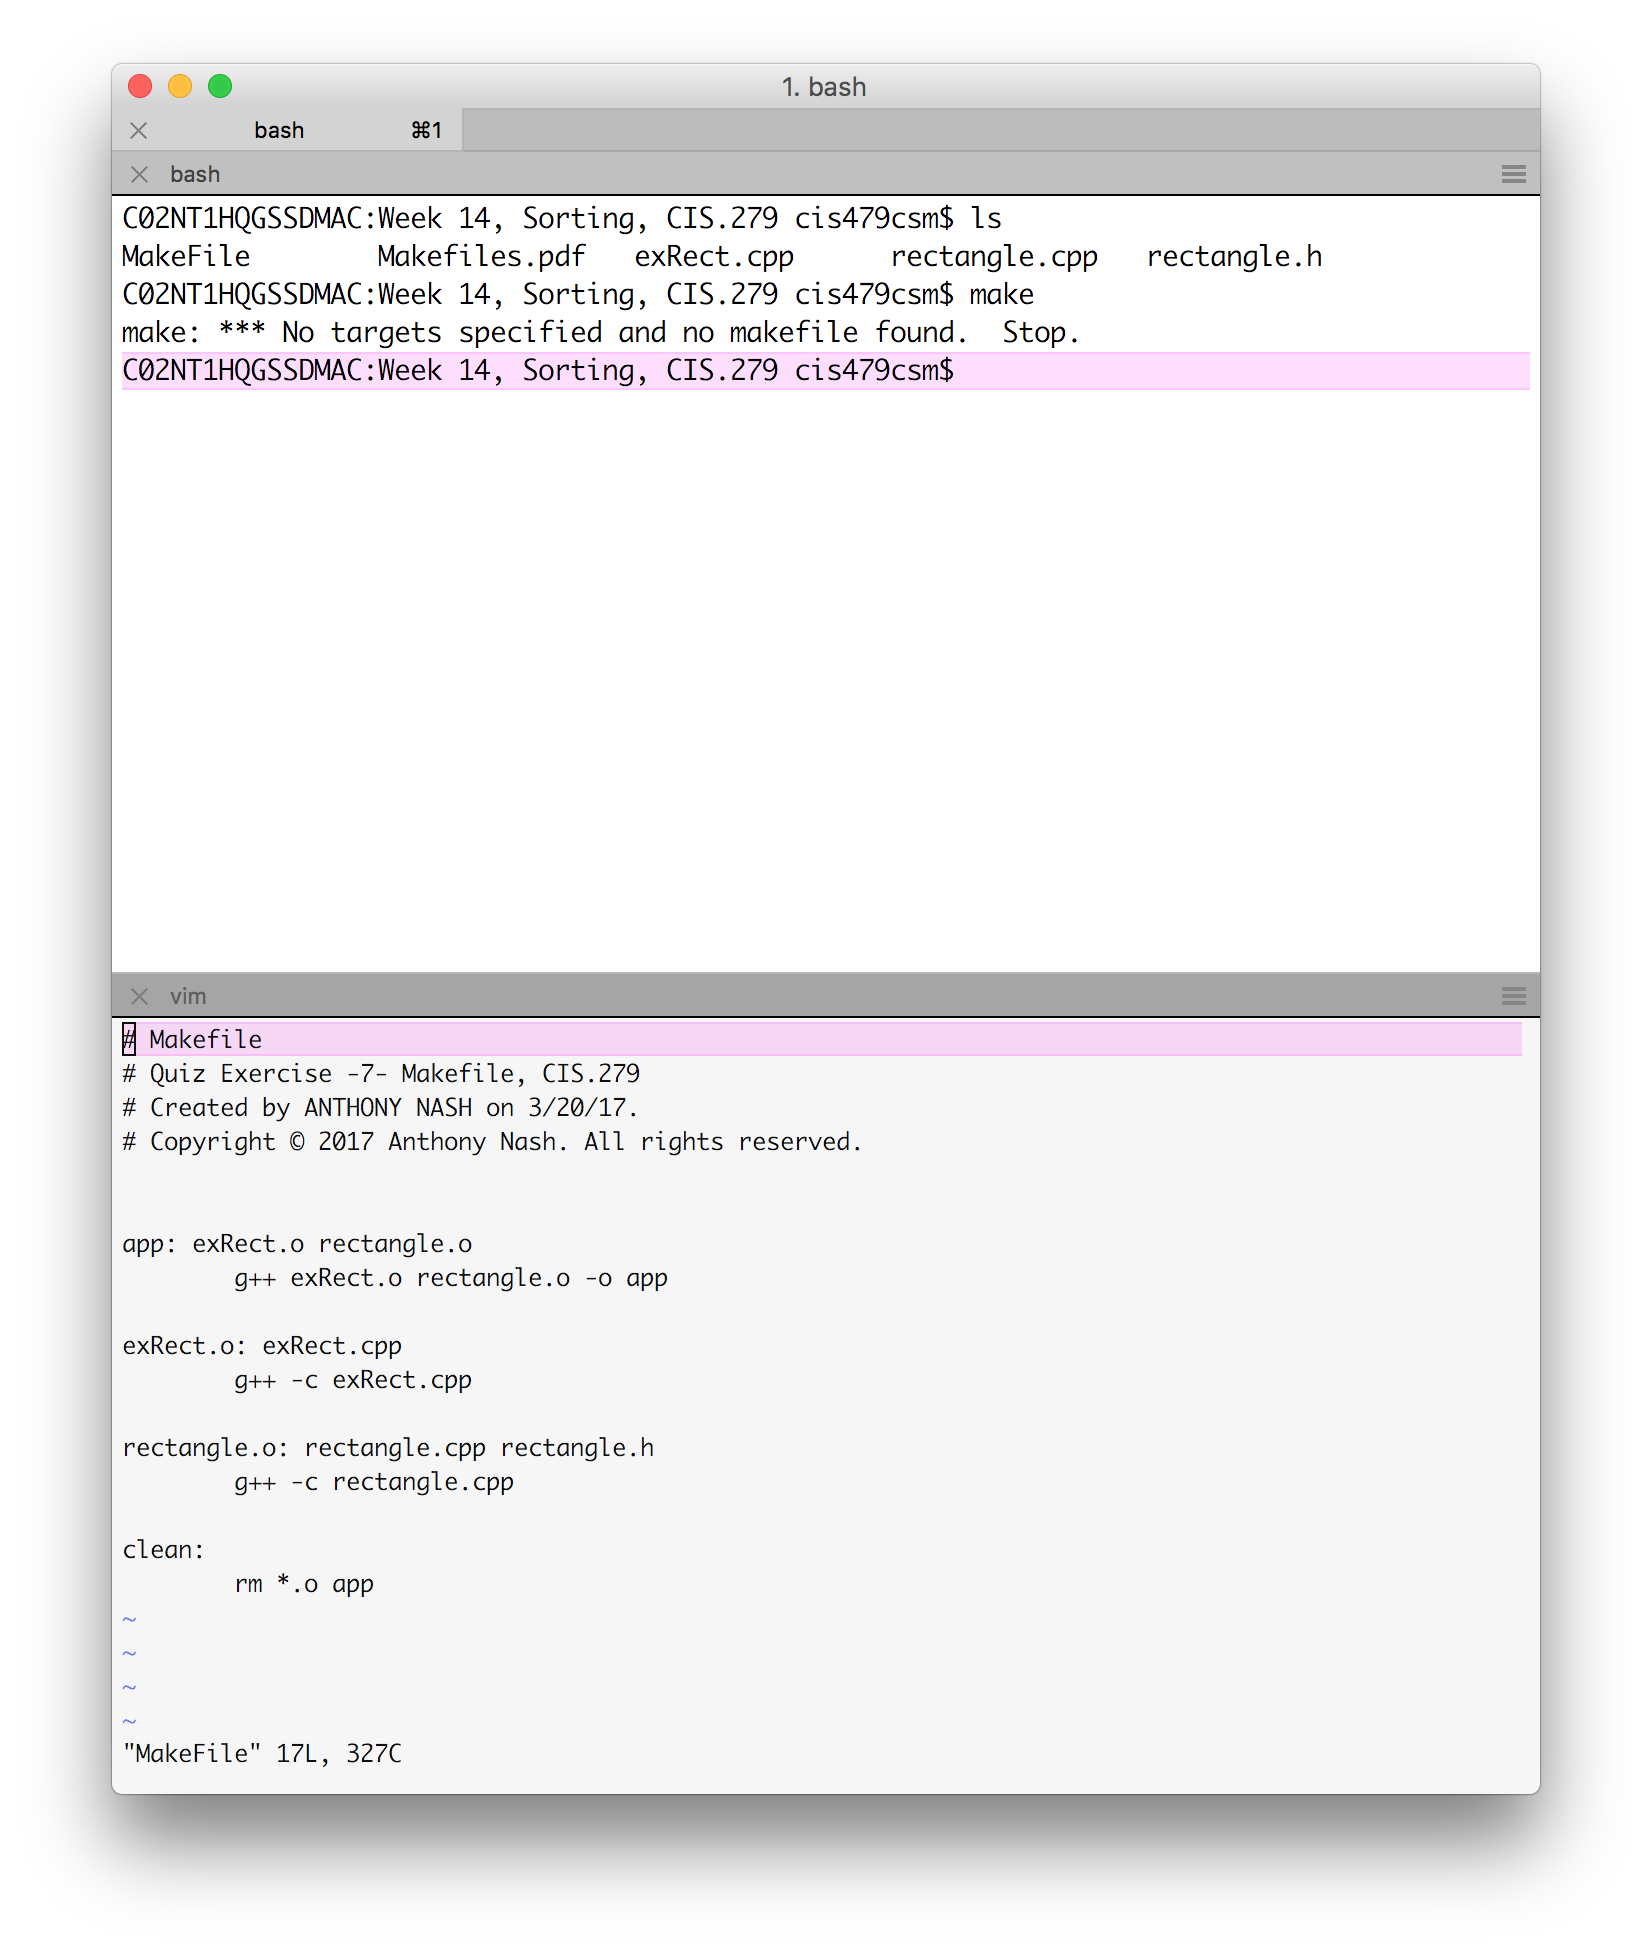 1. bash
bash ⌘1
bash
C02NT1HQGSSDMAC:Week 14, Sorting, CIS.279 cis479csm$ ls
MakeFile        Makefiles.pdf   exRect.cpp      rectangle.cpp   rectangle.h
C02NT1HQGSSDMAC:Week 14, Sorting, CIS.279 cis479csm$ make
make: *** No targets specified and no makefile found.  Stop.
C02NT1HQGSSDMAC:Week 14, Sorting, CIS.279 cis479csm$
vim
# Makefile
# Quiz Exercise -7- Makefile, CIS.279
# Created by ANTHONY NASH on 3/20/17.
# Copyright © 2017 Anthony Nash. All rights reserved.
app: exRect.o rectangle.o
        g++ exRect.o rectangle.o -o app
exRect.o: exRect.cpp
        g++ -c exRect.cpp
rectangle.o: rectangle.cpp rectangle.h
        g++ -c rectangle.cpp
clean:
        rm *.o app
~
~
~
~
"MakeFile" 17L, 327C